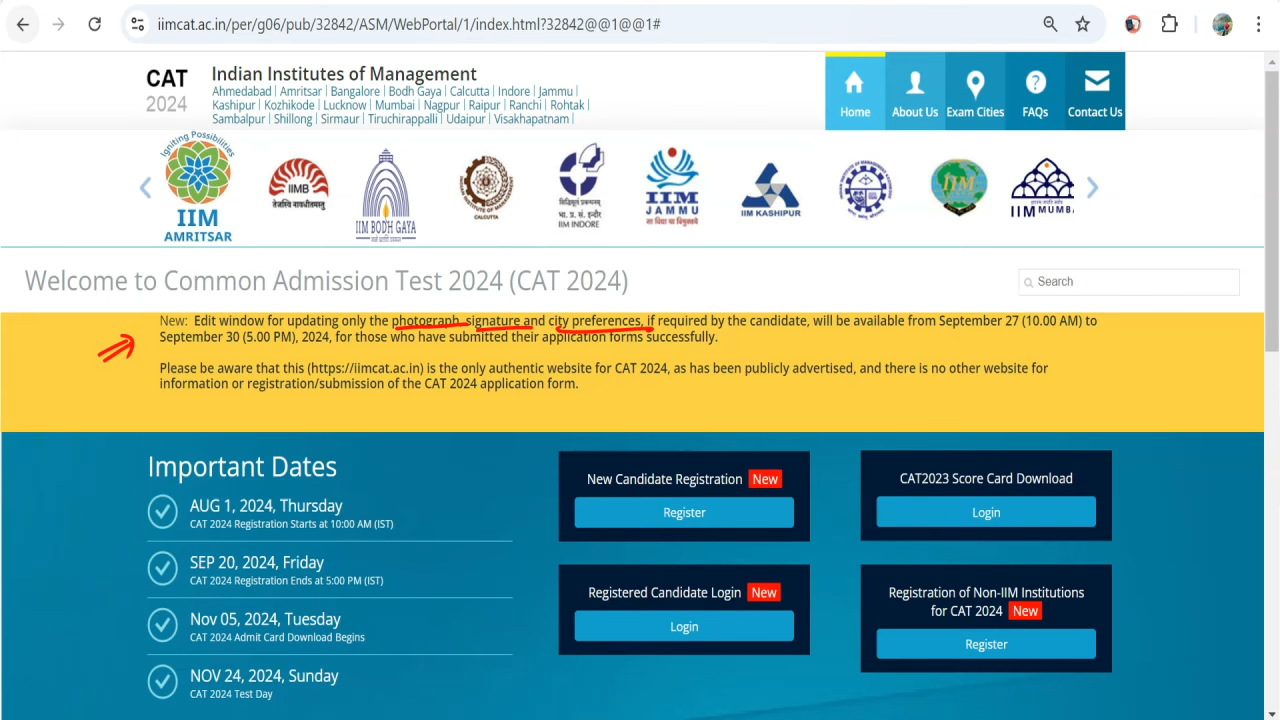 iimcat.ac.in/per/g06/pub/32842/ASM/WebPortal/1/index.html?32842@@1@@1#
CAT
2024
Indian Institutes of Management
Ahmedabad | Amritsar | Bangalore | Bodh Gaya | Calcutta | Indore | Jammu |
Kashipur | Kozhikode | Lucknow | Mumbai | Nagpur | Raipur | Ranchi | Rohtak |
Sambalpur | Shillong | Sirmaur | Tiruchirappalli | Udaipur | Visakhapatnam |
Home
About Us
Exam Cities
FAQs
Contact Us
Igniting Possibilities
IIM
AMRITSAR
IIMB
तेजस्वि नावधीतमस्तु
IIM BODH GAYA
CALCUTTA
सिद्धिमूलं प्रबन्धनम्
भा. प्र. सं. इन्दौर
IIM INDORE
IIM
JAMMU
सा विद्या या विमुक्तये
IIM KASHIPUR
IIM
IIM MUMB
Welcome to Common Admission Test 2024 (CAT 2024)
Search
New: Edit window for updating only the photograph, signature and city preferences, if required by the candidate, will be available from September 27 (10.00 AM) to
September 30 (5.00 PM), 2024, for those who have submitted their application forms successfully.
Please be aware that this (https://iimcat.ac.in) is the only authentic website for CAT 2024, as has been publicly advertised, and there is no other website for
information or registration/submission of the CAT 2024 application form.
Important Dates
AUG 1, 2024, Thursday
CAT 2024 Registration Starts at 10:00 AM (IST)
SEP 20, 2024, Friday
CAT 2024 Registration Ends at 5:00 PM (IST)
Nov 05, 2024, Tuesday
CAT 2024 Admit Card Download Begins
NOV 24, 2024, Sunday
CAT 2024 Test Day
New Candidate Registration New
Register
Registered Candidate Login New
Login
CAT2023 Score Card Download
Login
Registration of Non-IIM Institutions
for CAT 2024 New
Register